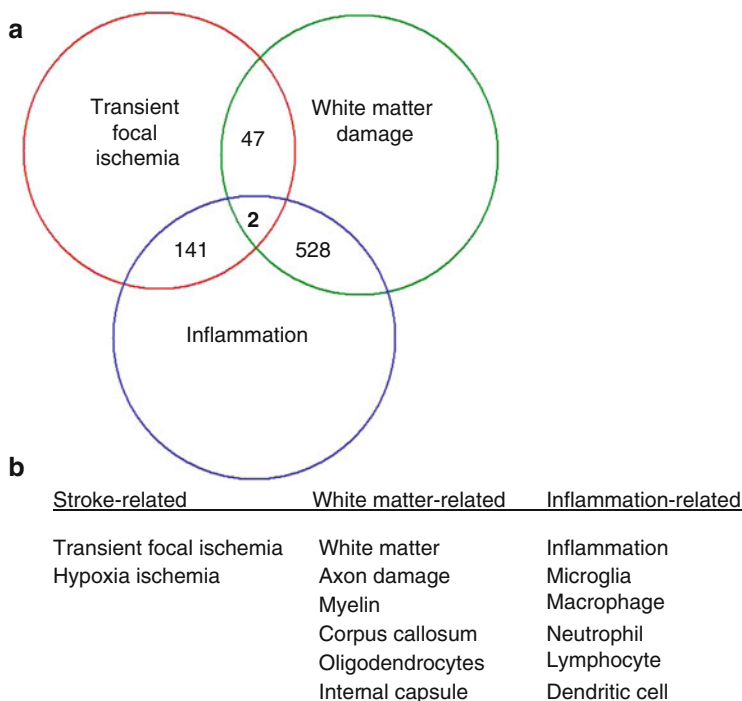 a
Transient
focal
ischemia
White matter
damage
47
2
141
528
Inflammation
b
Stroke-related White matter-related Inflammation-related
Transient focal ischemia White matter Inflammation
Hypoxia ischemia Axon damage Microglia
Myelin Macrophage
Corpus callosum Neutrophil
Oligodendrocytes Lymphocyte
Internal capsule Dendritic cell